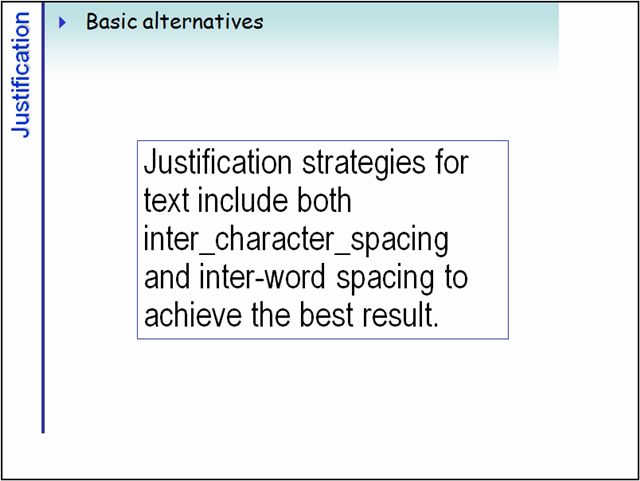 Justification
Basic alternatives
Justification strategies for
text include both
inter_character_spacing
and inter-word spacing to
achieve the best result.